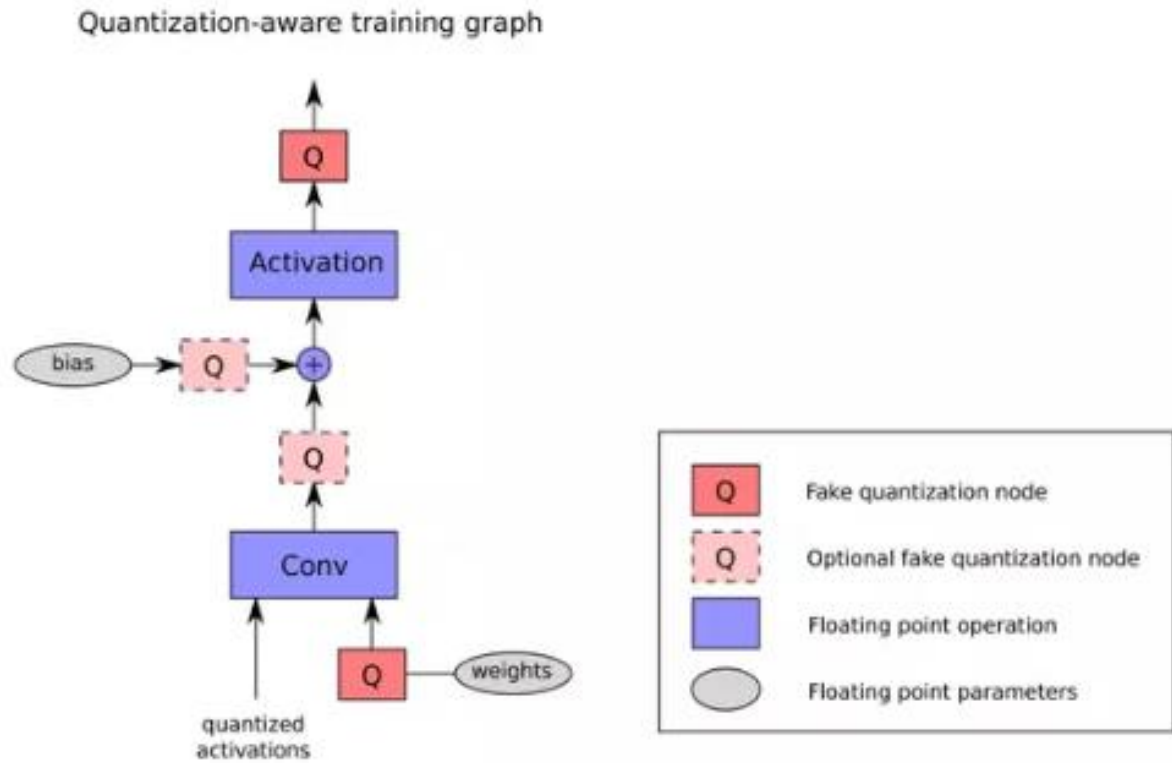 Quantization-aware training graph
Q
Activation
bias
Q
+
Q
Conv
Q
weights
quantized
activations
Q
Fake quantization node
Q
Optional fake quantization node
Floating point operation
Floating point parameters